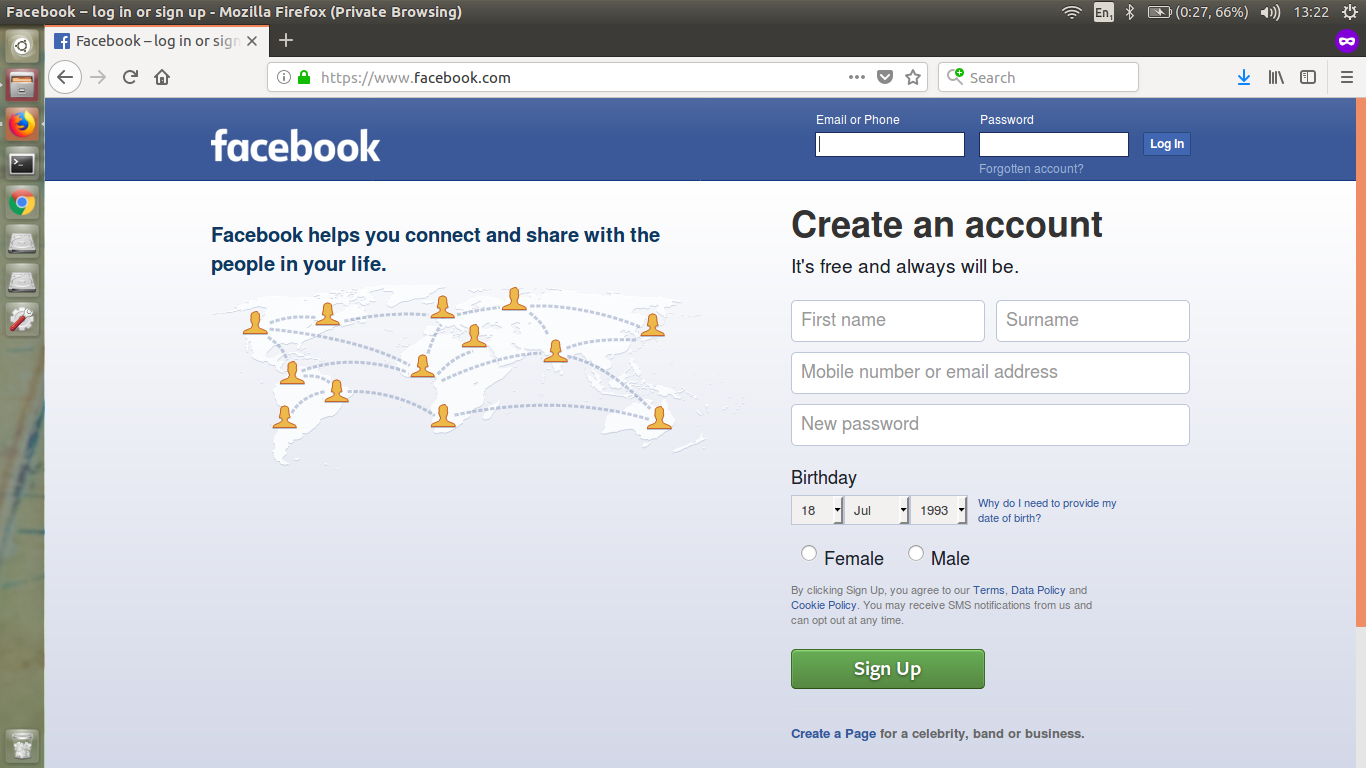 Facebook – log in or sign up - Mozilla Firefox (Private Browsing)
En1 (0:27, 66%) 13:22
Facebook – log in or sign
https://www.facebook.com
Search
facebook
Email or Phone
Password
Log In
Forgotten account?
Facebook helps you connect and share with the
people in your life.
Create an account
It's free and always will be.
First name
Surname
Mobile number or email address
New password
Birthday
18 Jul 1993
Why do I need to provide my
date of birth?
Female Male
By clicking Sign Up, you agree to our Terms, Data Policy and
Cookie Policy. You may receive SMS notifications from us and
can opt out at any time.
Sign Up
Create a Page for a celebrity, band or business.